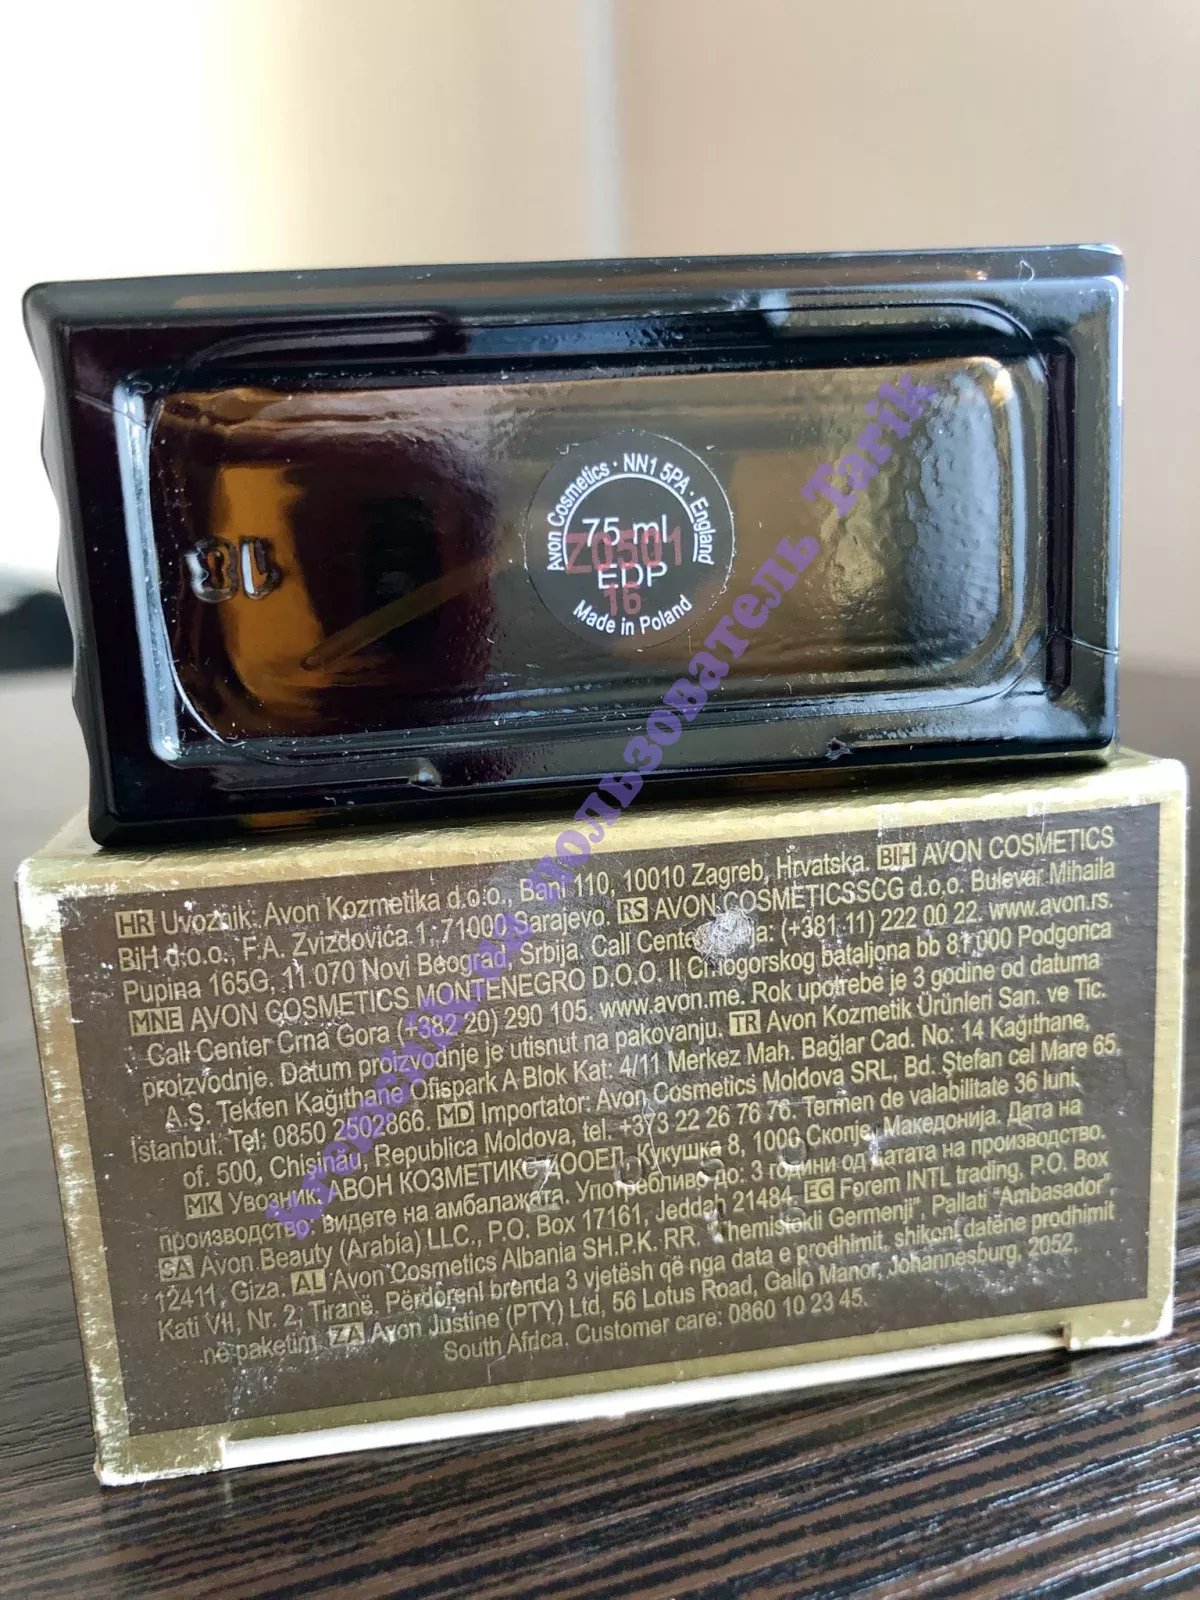 Avon Cosmetics · NN1 5PA · England
75 ml
Z0501
EDP
16
Made in Poland
HR Uvoznik: Avon Kozmetika d.o.o., Bani 110, 10010 Zagreb, Hrvatska. BIH AVON COSMETICS
BIH d.o.o., F.A. Zvizdovića 1, 71000 Sarajevo. RS AVON COSMETICSSCG d.o.o. Bulevar Mihaila
Pupina 165G, 11 070 Novi Beograd, Srbija. Call Center (+381 11) 222 00 22. www.avon.rs.
MNE AVON COSMETICS MONTENEGRO D.O.O. II Crnogorskog bataljona bb 81 000 Podgorica
Call Center Crna Gora (+382 20) 290 105. www.avon.me. Rok upotrebe je 3 godine od datuma
proizvodnje. Datum proizvodnje je utisnut na pakovanju. TR Avon Kozmetik Ürünleri San. ve Tic.
A.Ş. Tekfen Kağıthane Ofispark A Blok Kat: 4/11 Merkez Mah. Bağlar Cad. No: 14 Kağıthane,
İstanbul. Tel: 0850 2502866. MD Importator: Avon Cosmetics Moldova SRL, Bd. Ştefan cel Mare 65,
of. 500, Chişinău, Republica Moldova, tel. +373 22 26 76 76. Termen de valabilitate 36 luni.
MK Увозник: АВОН КОЗМЕТИКС ДООЕЛ, Кукушка 8, 1000 Скопје, Македонија. Дата на
производство: видете на амбалажата. Употребливо до: 3 години од датата на производство.
SA Avon Beauty (Arabia) LLC., P.O. Box 17161, Jeddah 21484. EG Forem INTL trading, P.O. Box
12411, Giza. AL Avon Cosmetics Albania SH.P.K. RR. "Themistokli Germenji", Pallati "Ambasador",
Kati VII, Nr. 2, Tiranë. Përdoreni brenda 3 vjetësh që nga data e prodhimit, shikoni datëne prodhimit
në paketim. ZA Avon Justine (PTY) Ltd, 56 Lotus Road, Gallo Manor, Johannesburg, 2052,
South Africa. Customer care: 0860 10 23 45.
пользователь Tarik